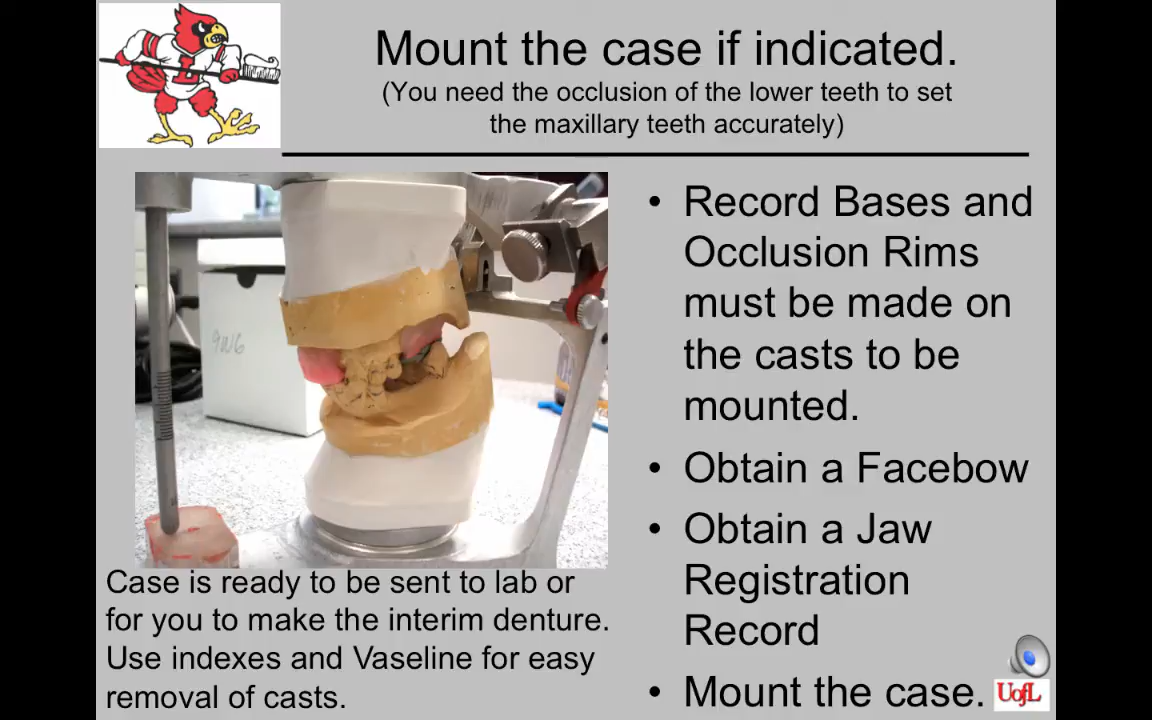 Mount the case if indicated.
(You need the occlusion of the lower teeth to set
the maxillary teeth accurately)
L
9016
• Record Bases and
Occlusion Rims
must be made on
the casts to be
mounted.
• Obtain a Facebow
• Obtain a Jaw
Registration
Record
• Mount the case.
Case is ready to be sent to lab or
for you to make the interim denture.
Use indexes and Vaseline for easy
removal of casts.
UofL